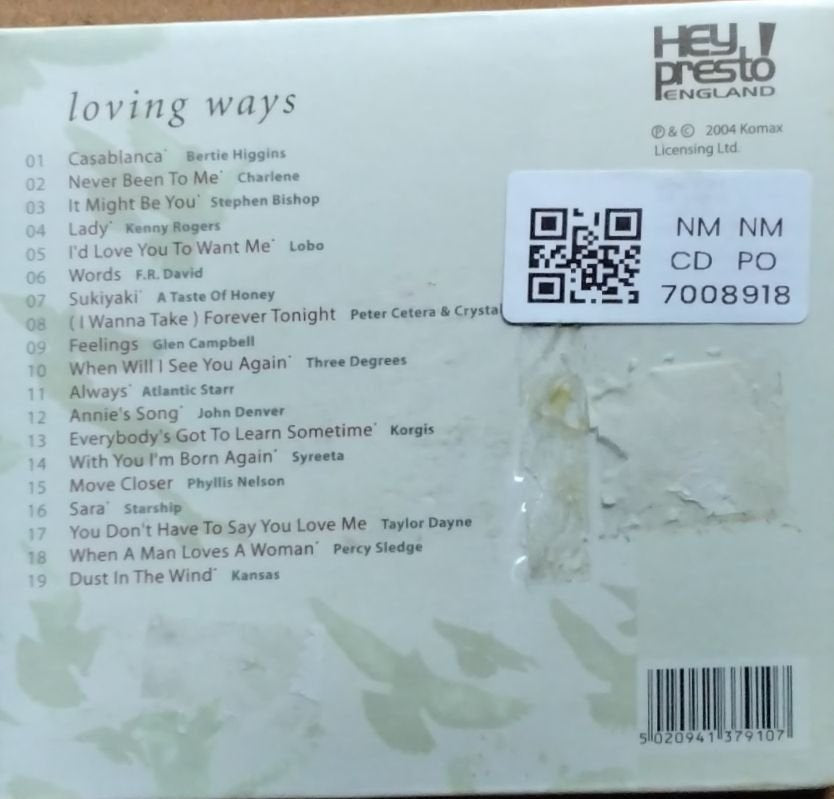 HEY!
presto
ENGLAND
loving ways
℗ & © 2004 Komax
Licensing Ltd.
01 Casablanca* Bertie Higgins
02 Never Been To Me* Charlene
03 It Might Be You* Stephen Bishop
04 Lady* Kenny Rogers
05 I'd Love You To Want Me* Lobo
06 Words F.R. David
07 Sukiyaki* A Taste Of Honey
08 ( I Wanna Take ) Forever Tonight Peter Cetera & Crystal
09 Feelings Glen Campbell
10 When Will I See You Again* Three Degrees
11 Always* Atlantic Starr
12 Annie's Song* John Denver
13 Everybody's Got To Learn Sometime* Korgis
14 With You I'm Born Again* Syreeta
15 Move Closer Phyllis Nelson
16 Sara* Starship
17 You Don't Have To Say You Love Me Taylor Dayne
18 When A Man Loves A Woman* Percy Sledge
19 Dust In The Wind* Kansas
NM NM
CD PO
7008918
5 020941 379107